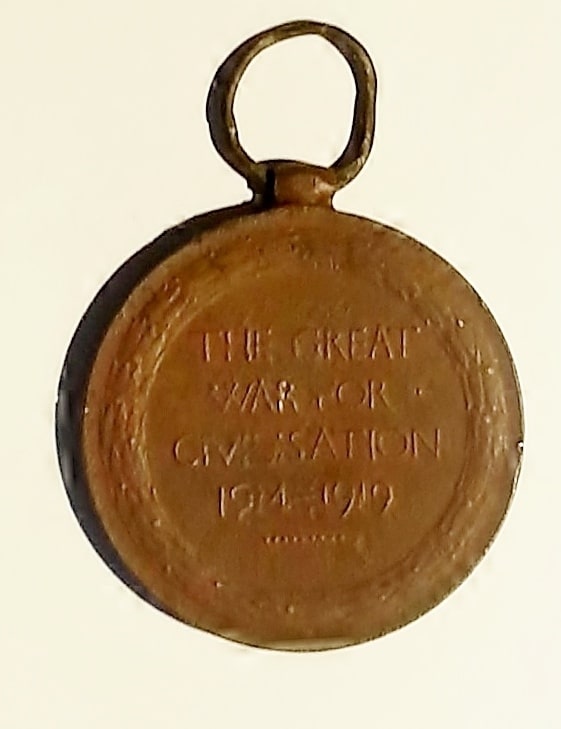 THE GREAT
WAR FOR
CIVILISATION
1914-1919